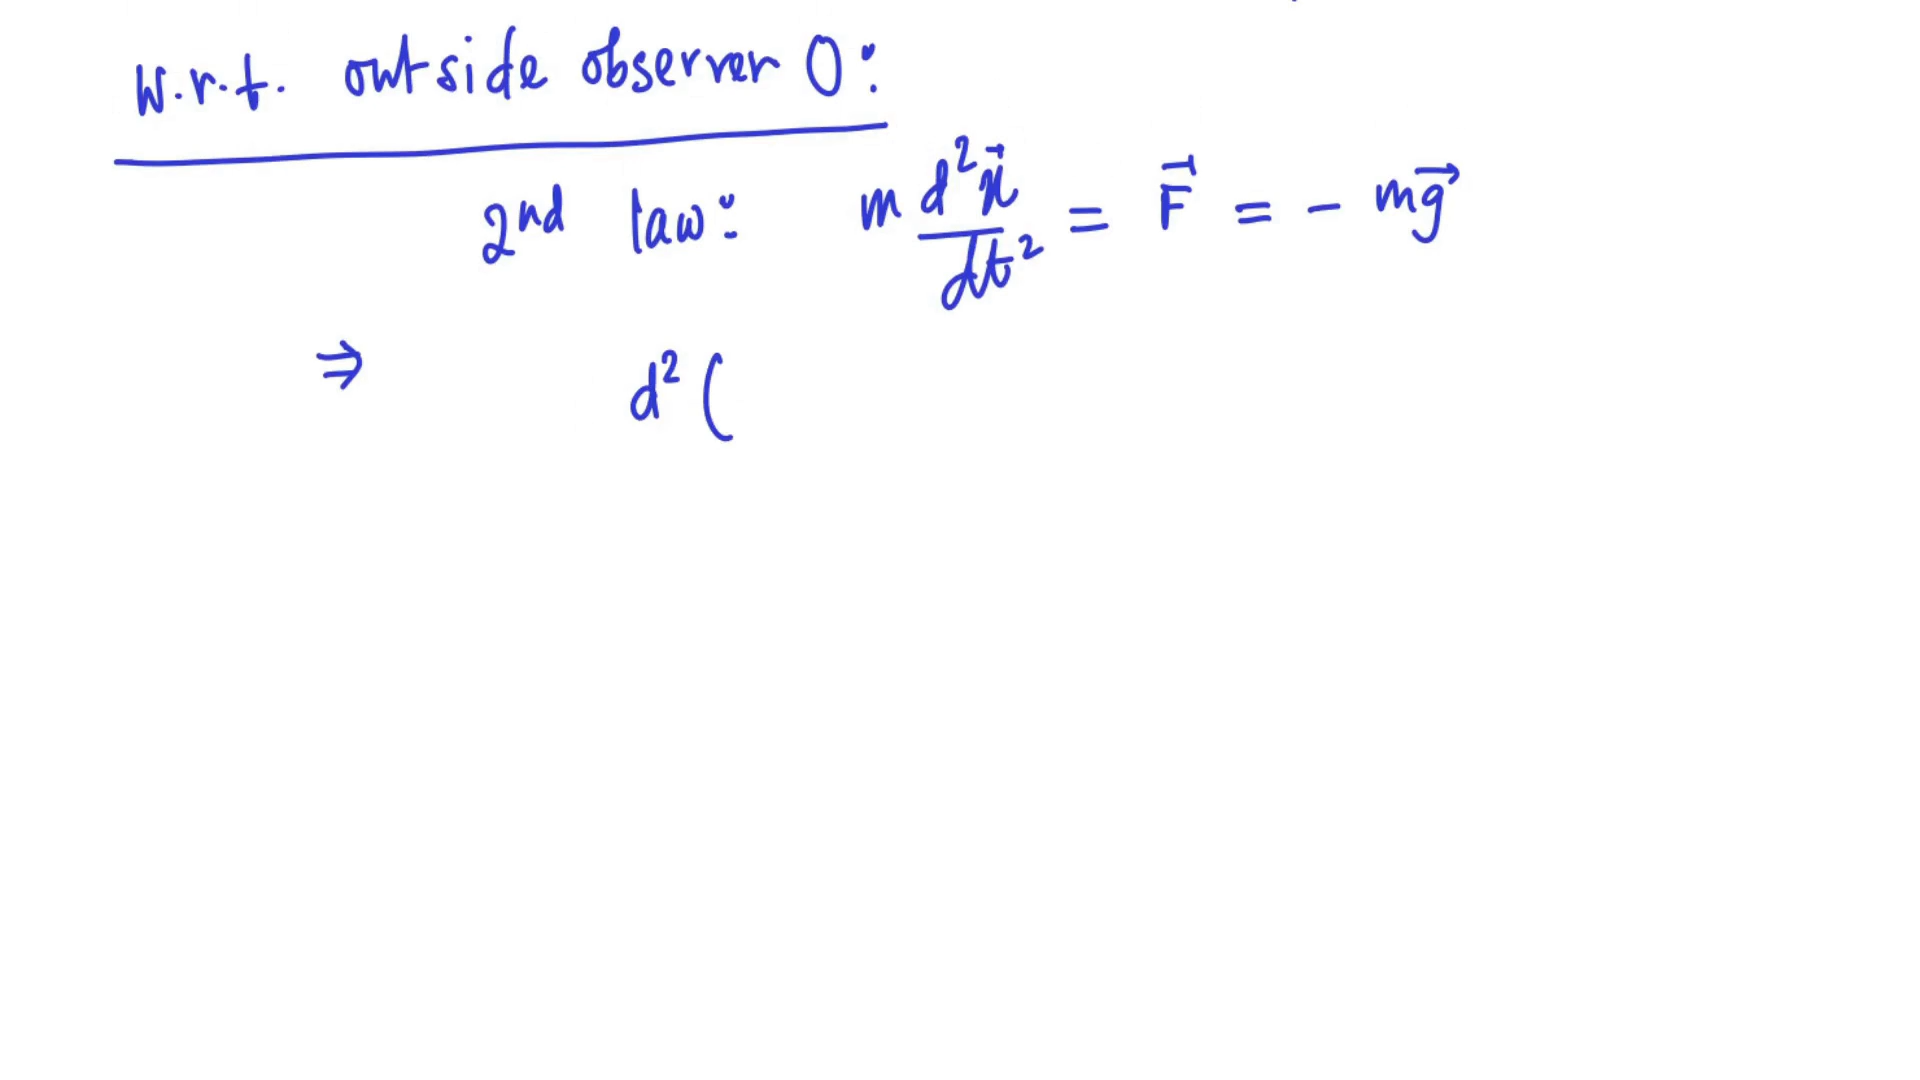 w.r.t. outside observer O:
2nd law: m d²x⃗/dt² = F⃗ = - mg⃗
⇒ d² (